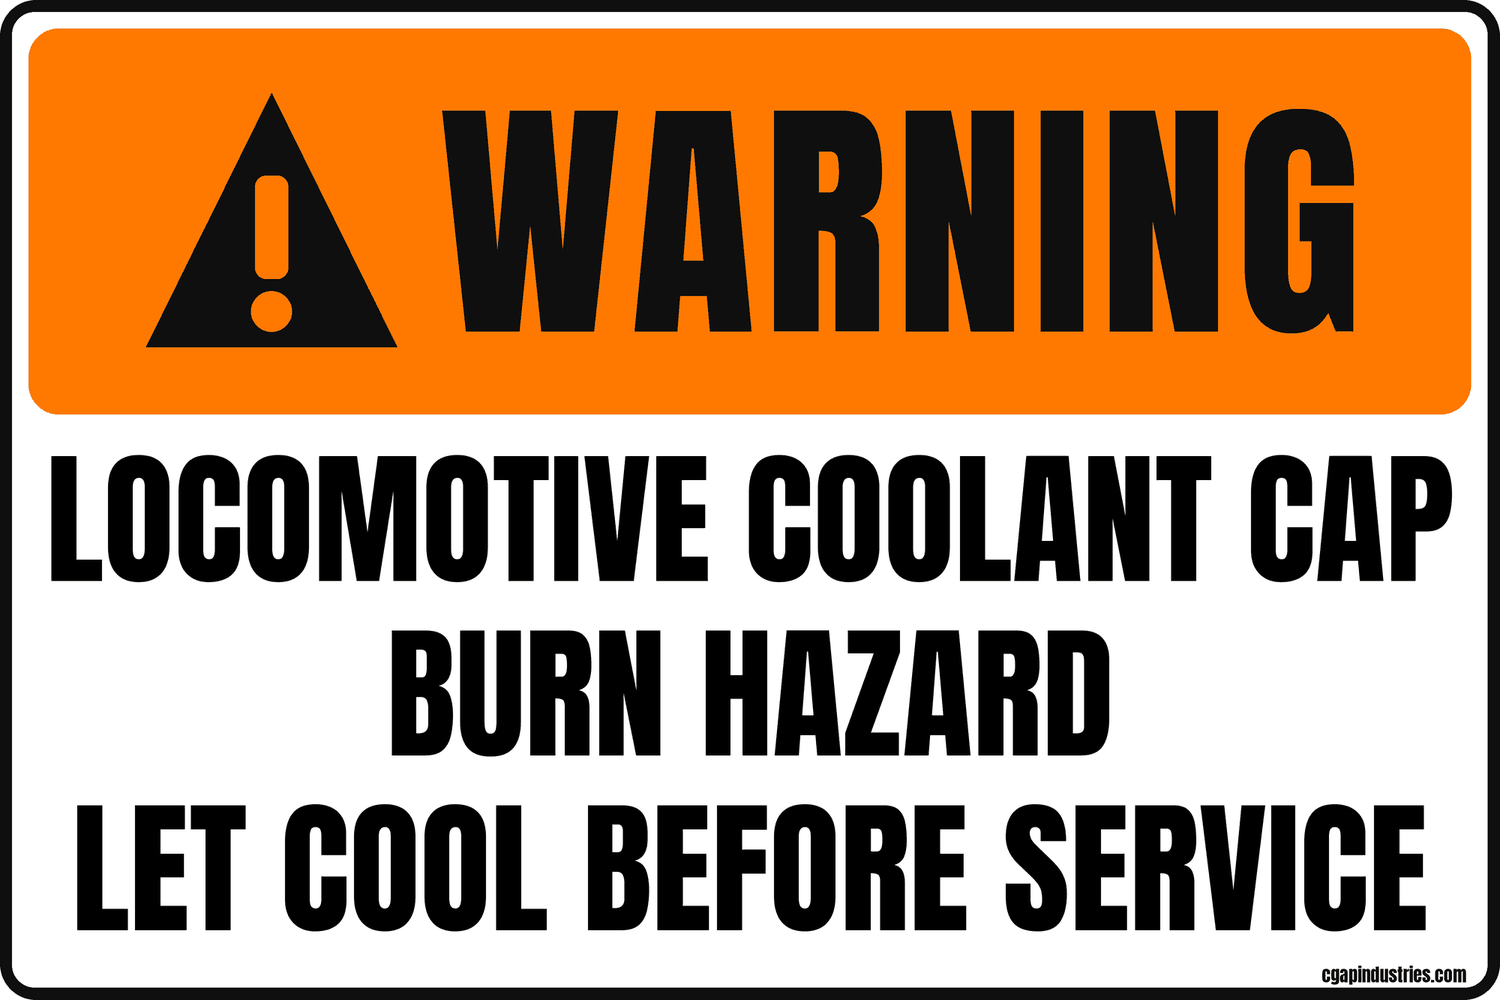 WARNING
LOCOMOTIVE COOLANT CAP
BURN HAZARD
LET COOL BEFORE SERVICE
cgapindustries.com